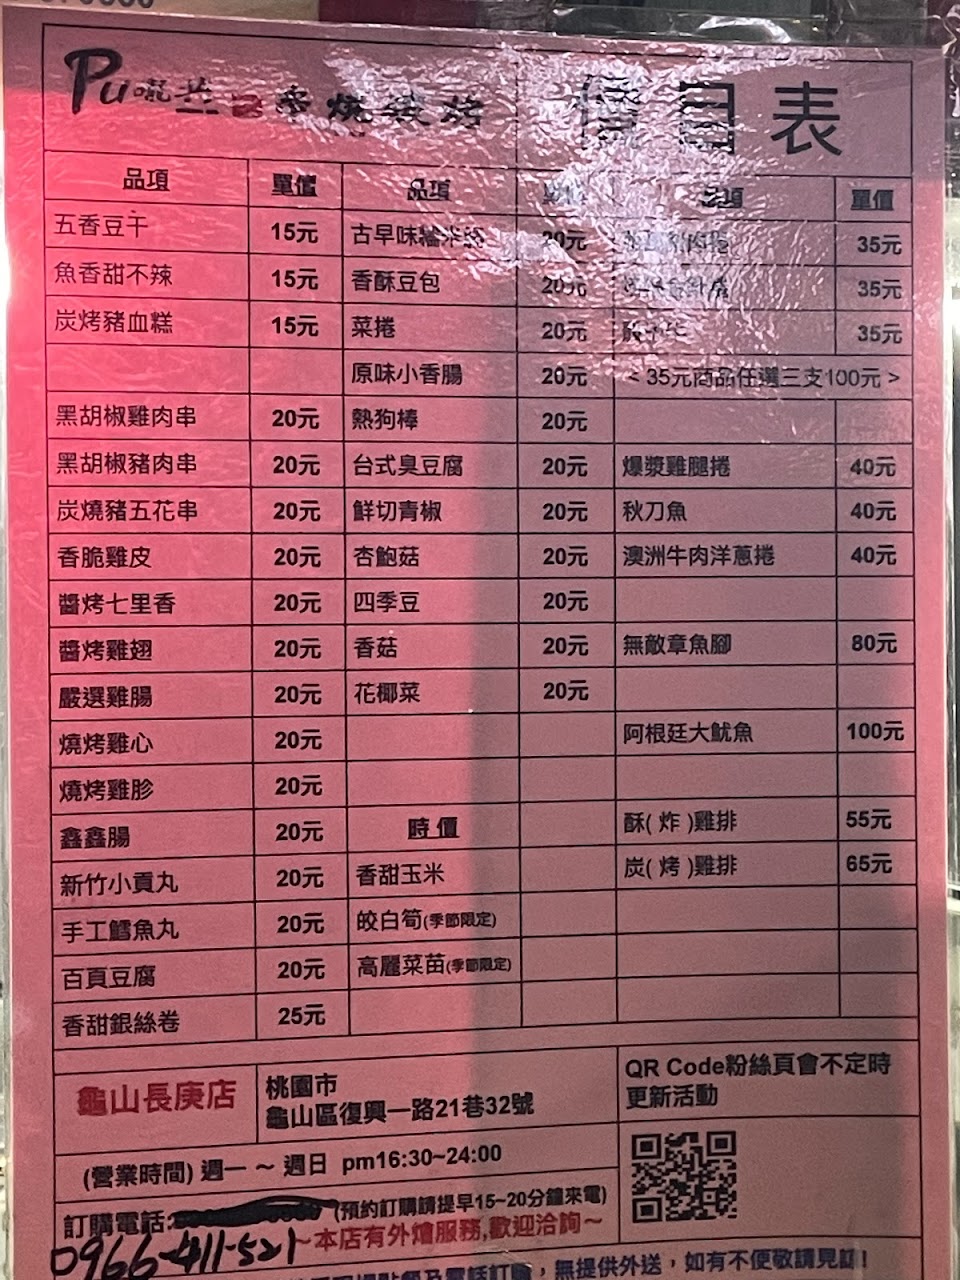 Pu 串燒碳烤
價目表
品項 單價 品項 單價 品項 單價
五香豆干 15元 古早味糯米腸 20元 35元
魚香甜不辣 15元 香酥豆包 20元 35元
炭烤豬血糕 15元 菜捲 20元 35元
原味小香腸 20元 < 35元商品任選三支100元 >
黑胡椒雞肉串 20元 熱狗棒 20元
黑胡椒豬肉串 20元 台式臭豆腐 20元 爆漿雞腿捲 40元
炭燒豬五花串 20元 鮮切青椒 20元 秋刀魚 40元
香脆雞皮 20元 杏鮑菇 20元 澳洲牛肉洋蔥捲 40元
醬烤七里香 20元 四季豆 20元
醬烤雞翅 20元 香菇 20元 無敵章魚腳 80元
嚴選雞腸 20元 花椰菜 20元
燒烤雞心 20元 阿根廷大魷魚 100元
燒烤雞胗 20元
鑫鑫腸 20元 時價 酥( 炸 )雞排 55元
新竹小貢丸 20元 香甜玉米 炭( 烤 )雞排 65元
手工鱈魚丸 20元 皎白筍(季節限定)
百頁豆腐 20元 高麗菜苗(季節限定)
香甜銀絲卷 25元
龜山長庚店
桃園市
龜山區復興一路21巷32號
QR Code粉絲頁會不定時
更新活動
(營業時間) 週一 ~ 週日 pm16:30~24:00
訂購電話: (預約訂購請提早15~20分鐘來電)
0966-411-521
~本店有外燴服務,歡迎洽詢~
，無提供外送，如有不便敬請見諒!